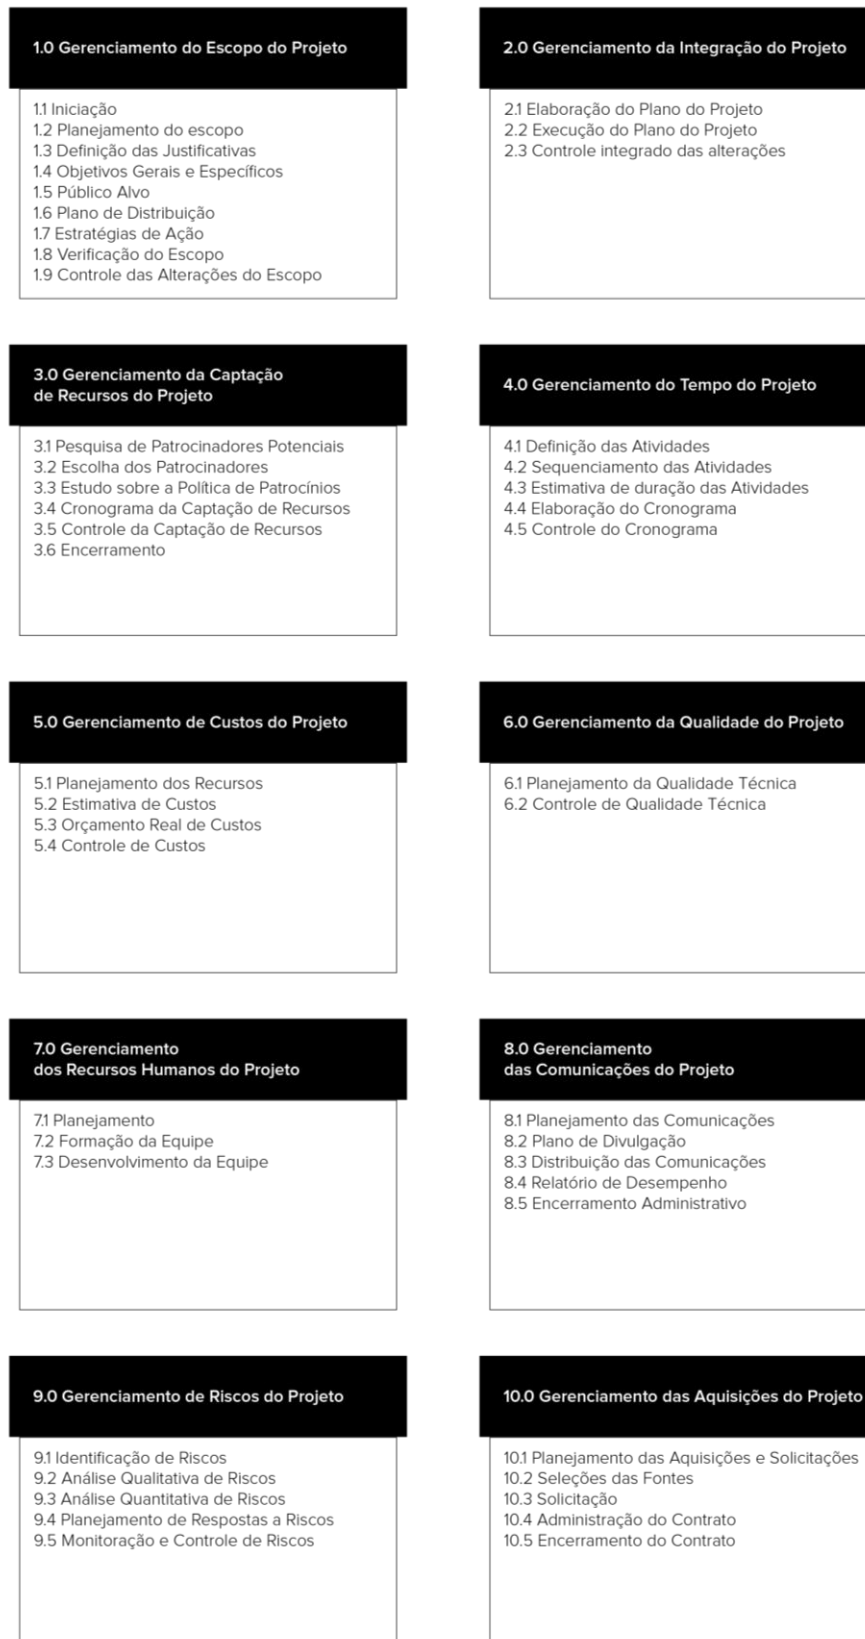 1.0 Gerenciamento do Escopo do Projeto
1.1 Iniciação
1.2 Planejamento do escopo
1.3 Definição das Justificativas
1.4 Objetivos Gerais e Específicos
1.5 Público Alvo
1.6 Plano de Distribuição
1.7 Estratégias de Ação
1.8 Verificação do Escopo
1.9 Controle das Alterações do Escopo
2.0 Gerenciamento da Integração do Projeto
2.1 Elaboração do Plano do Projeto
2.2 Execução do Plano do Projeto
2.3 Controle integrado das alterações
3.0 Gerenciamento da Captação
de Recursos do Projeto
3.1 Pesquisa de Patrocinadores Potenciais
3.2 Escolha dos Patrocinadores
3.3 Estudo sobre a Política de Patrocínios
3.4 Cronograma da Captação de Recursos
3.5 Controle da Captação de Recursos
3.6 Encerramento
4.0 Gerenciamento do Tempo do Projeto
4.1 Definição das Atividades
4.2 Sequenciamento das Atividades
4.3 Estimativa de duração das Atividades
4.4 Elaboração do Cronograma
4.5 Controle do Cronograma
5.0 Gerenciamento de Custos do Projeto
5.1 Planejamento dos Recursos
5.2 Estimativa de Custos
5.3 Orçamento Real de Custos
5.4 Controle de Custos
6.0 Gerenciamento da Qualidade do Projeto
6.1 Planejamento da Qualidade Técnica
6.2 Controle de Qualidade Técnica
7.0 Gerenciamento
dos Recursos Humanos do Projeto
7.1 Planejamento
7.2 Formação da Equipe
7.3 Desenvolvimento da Equipe
8.0 Gerenciamento
das Comunicações do Projeto
8.1 Planejamento das Comunicações
8.2 Plano de Divulgação
8.3 Distribuição das Comunicações
8.4 Relatório de Desempenho
8.5 Encerramento Administrativo
9.0 Gerenciamento de Riscos do Projeto
9.1 Identificação de Riscos
9.2 Análise Qualitativa de Riscos
9.3 Análise Quantitativa de Riscos
9.4 Planejamento de Respostas a Riscos
9.5 Monitoração e Controle de Riscos
10.0 Gerenciamento das Aquisições do Projeto
10.1 Planejamento das Aquisições e Solicitações
10.2 Seleções das Fontes
10.3 Solicitação
10.4 Administração do Contrato
10.5 Encerramento do Contrato